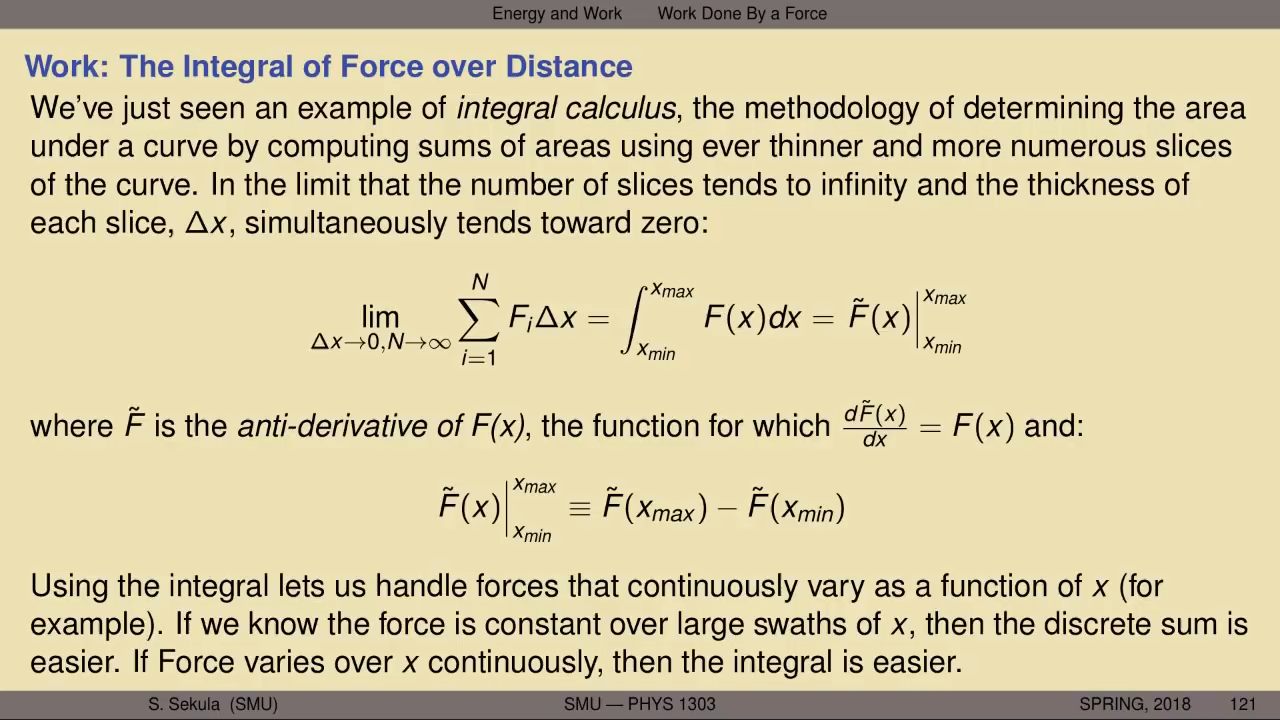 Energy and Work Work Done By a Force
Work: The Integral of Force over Distance
We've just seen an example of integral calculus, the methodology of determining the area
under a curve by computing sums of areas using ever thinner and more numerous slices
of the curve. In the limit that the number of slices tends to infinity and the thickness of
each slice, Δx, simultaneously tends toward zero:
lim_{Δx→0,N→∞} ∑_{i=1}^{N} F_i Δx = ∫_{x_min}^{x_max} F(x)dx = F̃(x)|_{x_min}^{x_max}
where F̃ is the anti-derivative of F(x), the function for which dF̃(x)/dx = F(x) and:
F̃(x)|_{x_min}^{x_max} ≡ F̃(x_max) − F̃(x_min)
Using the integral lets us handle forces that continuously vary as a function of x (for
example). If we know the force is constant over large swaths of x, then the discrete sum is
easier. If Force varies over x continuously, then the integral is easier.
S. Sekula (SMU) SMU — PHYS 1303 SPRING, 2018 121